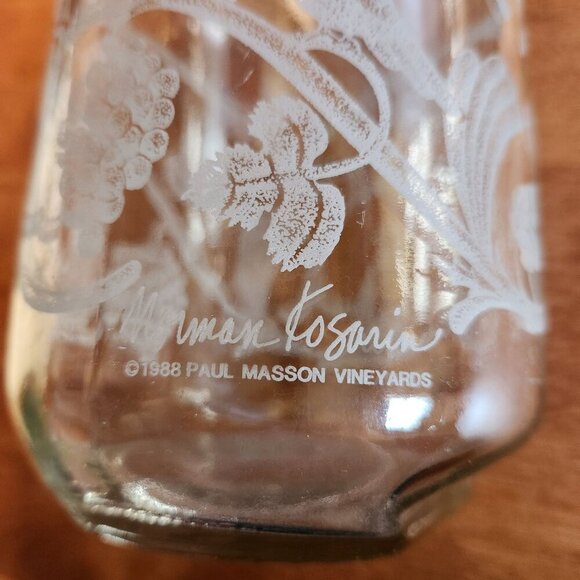 Norman Kosarin
©1988 PAUL MASSON VINEYARDS